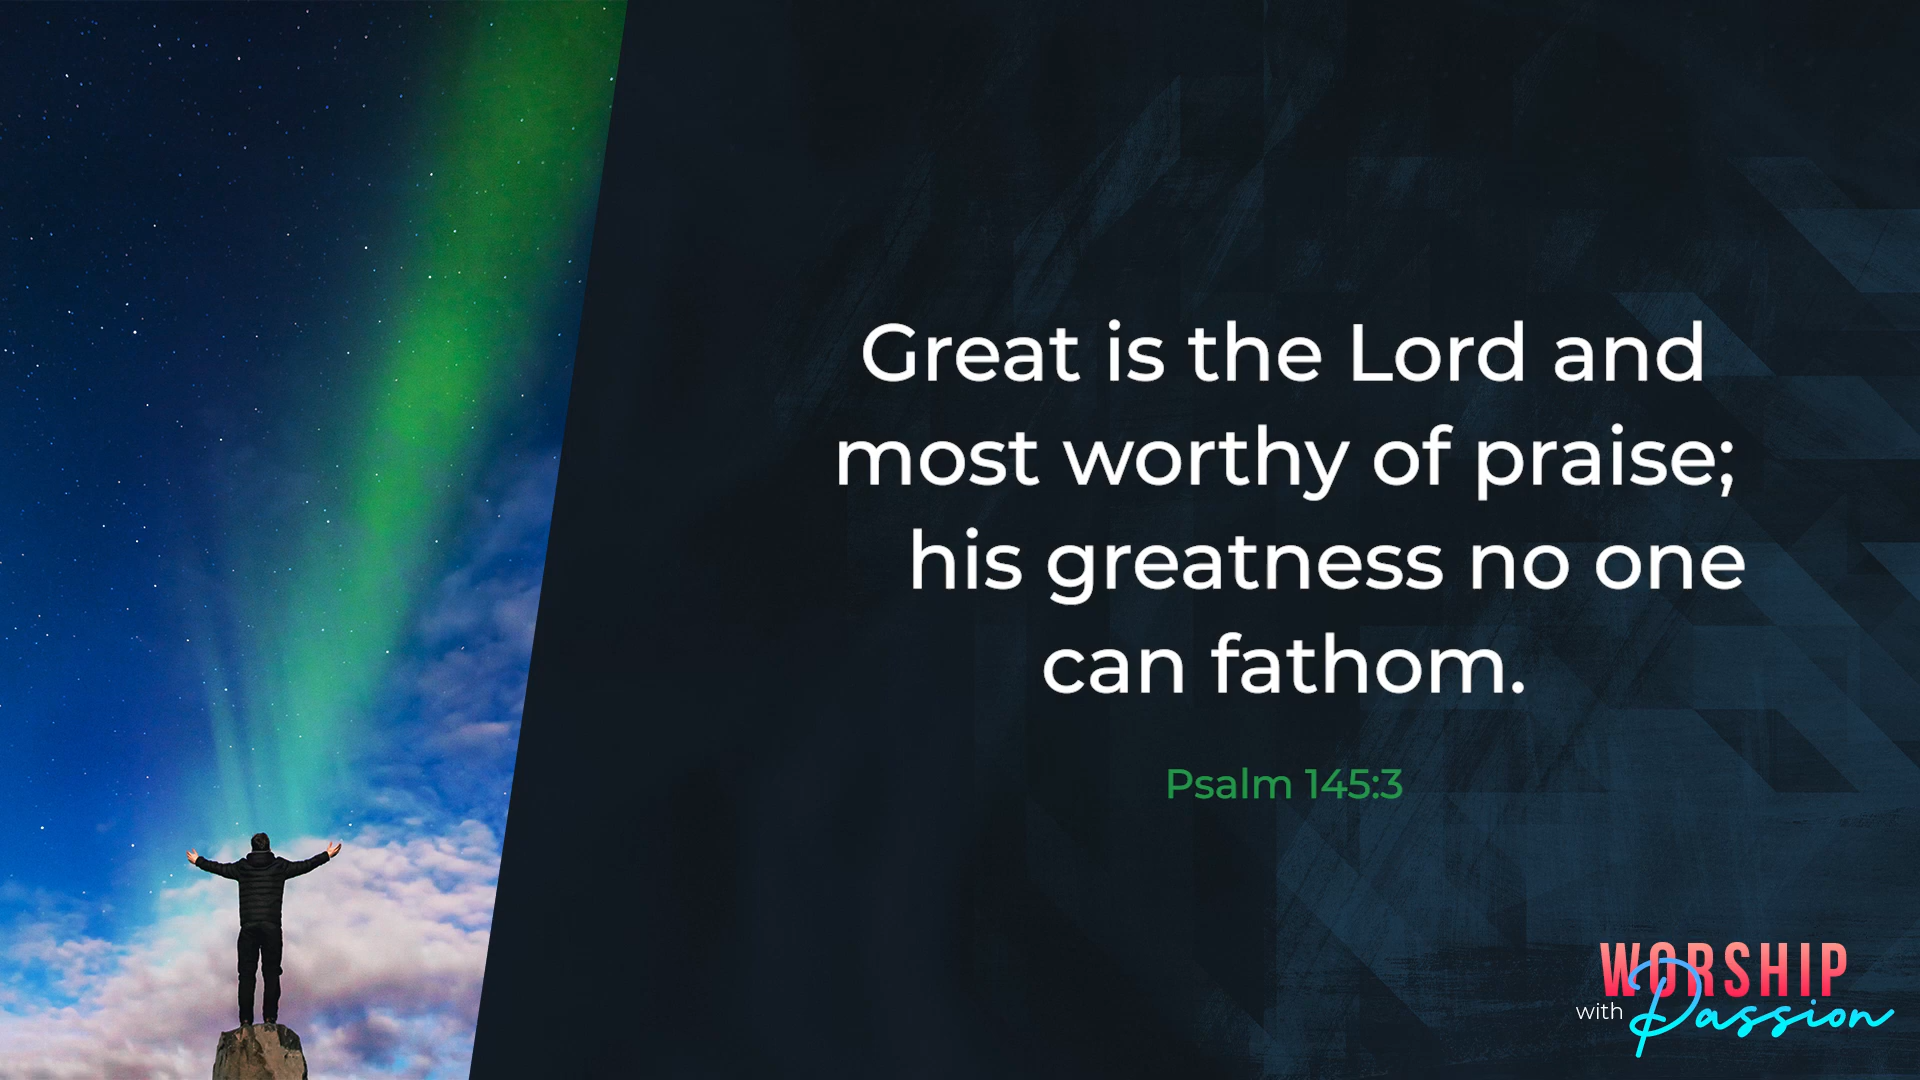 Great is the Lord and
most worthy of praise;
his greatness no one
can fathom.
Psalm 145:3
WORSHIP
with Passion